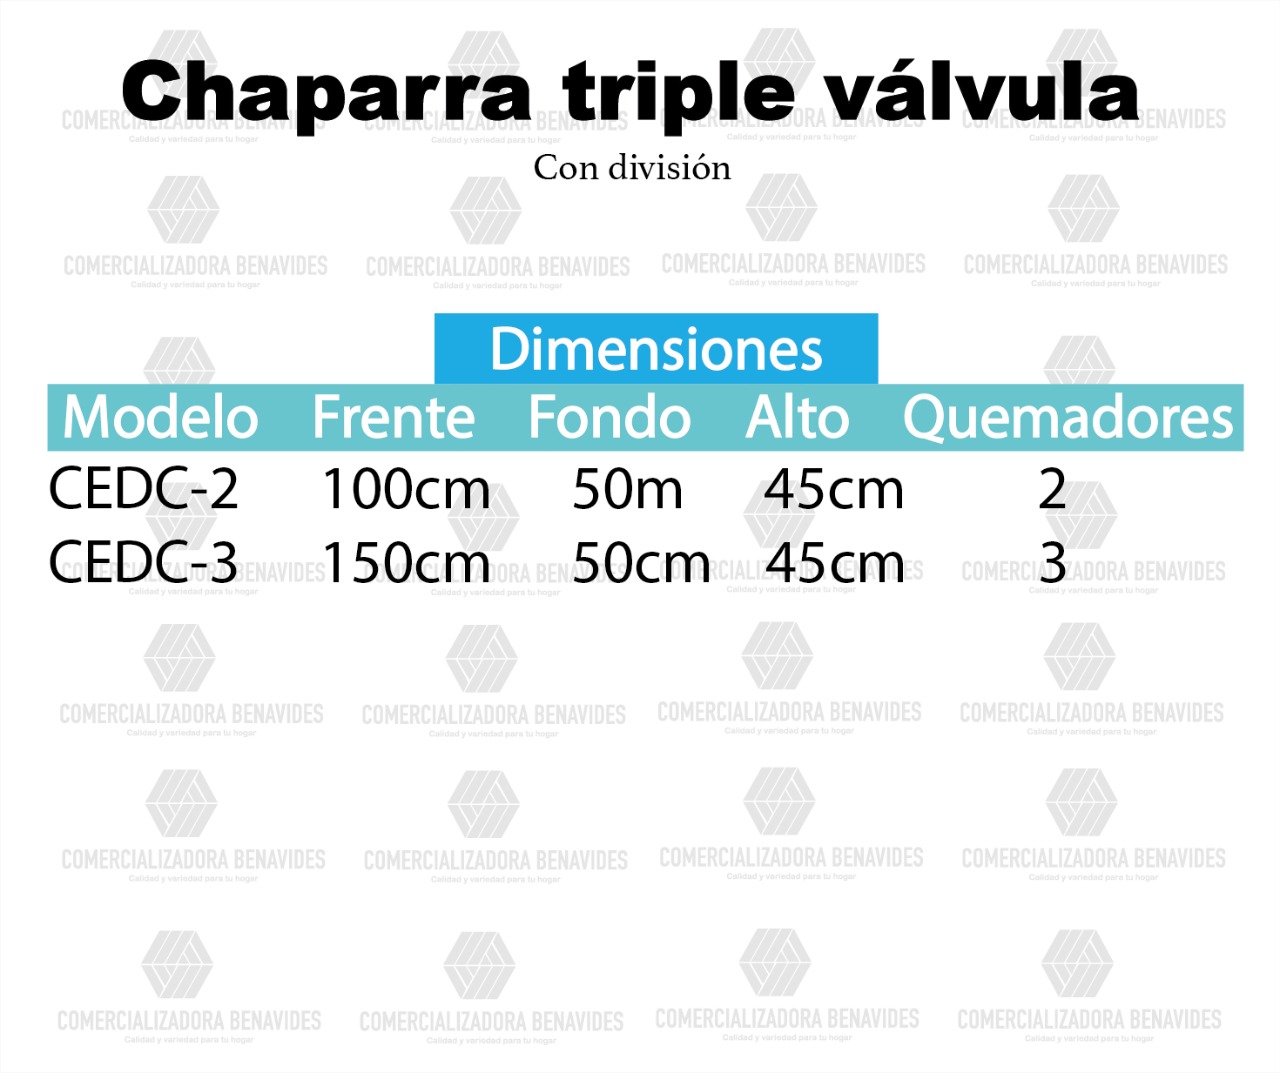 Chaparra triple válvula
Con división
Dimensiones
Modelo Frente Fondo Alto Quemadores
CEDC-2 100cm 50m 45cm 2
CEDC-3 150cm 50cm 45cm 3
COMERCIALIZADORA BENAVIDES
Calidad y variedad para tu hogar